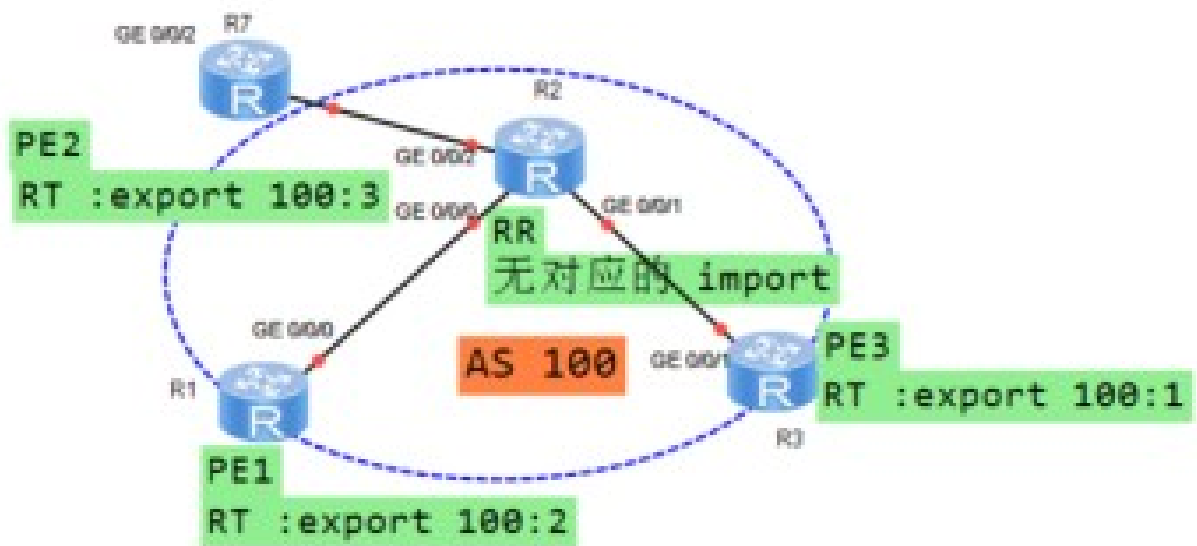 R7
GE 0/0/2
R2
PE2
RT :export 100:3
GE 0/0/2
GE 0/0/0
GE 0/0/1
RR
无对应的 import
GE 0/0/0
AS 100
GE 0/0/1
PE3
RT :export 100:1
R1
R3
PE1
RT :export 100:2